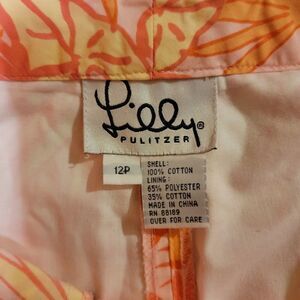 Lilly®
PULITZER
12P
SHELL:
100% COTTON
LINING:
65% POLYESTER
35% COTTON
MADE IN CHINA
RN 88189
OVER FOR CARE